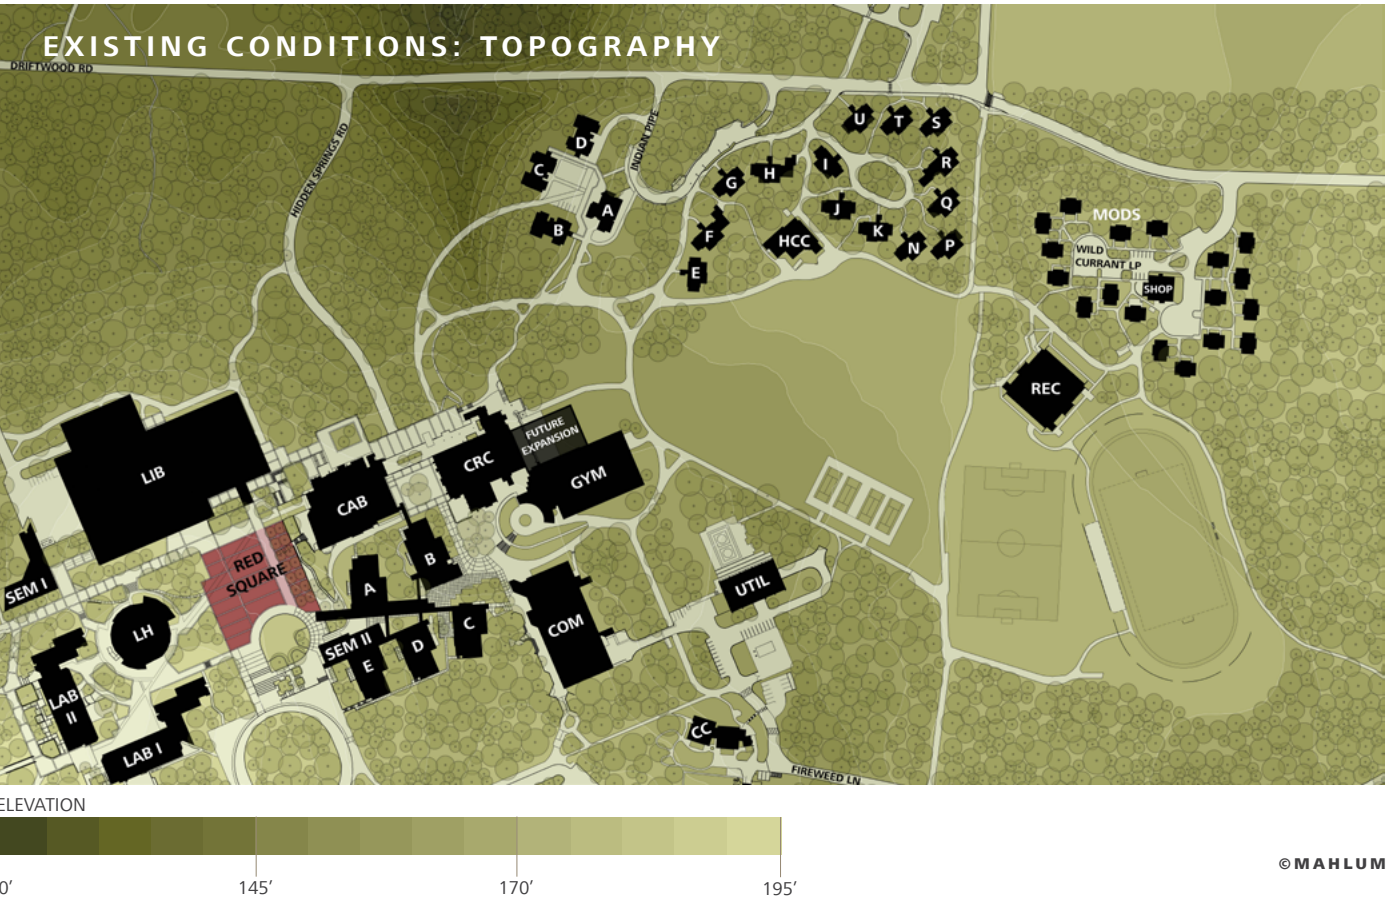 EXISTING CONDITIONS: TOPOGRAPHY
DRIFTWOOD RD
HIDDEN SPRINGS RD
INDIAN PIPE
D
C
A
B
U
T
S
R
Q
P
N
K
J
I
H
G
F
E
HCC
MODS
WILD
CURRANT LP
SHOP
REC
LIB
CAB
CRC
FUTURE
EXPANSION
GYM
RED
SQUARE
SEM I
LH
LAB
II
LAB I
A
B
SEM II
E
D
C
COM
UTIL
CC
FIREWEED LN
ELEVATION
0’
145’
170’
195’
©MAHLUM